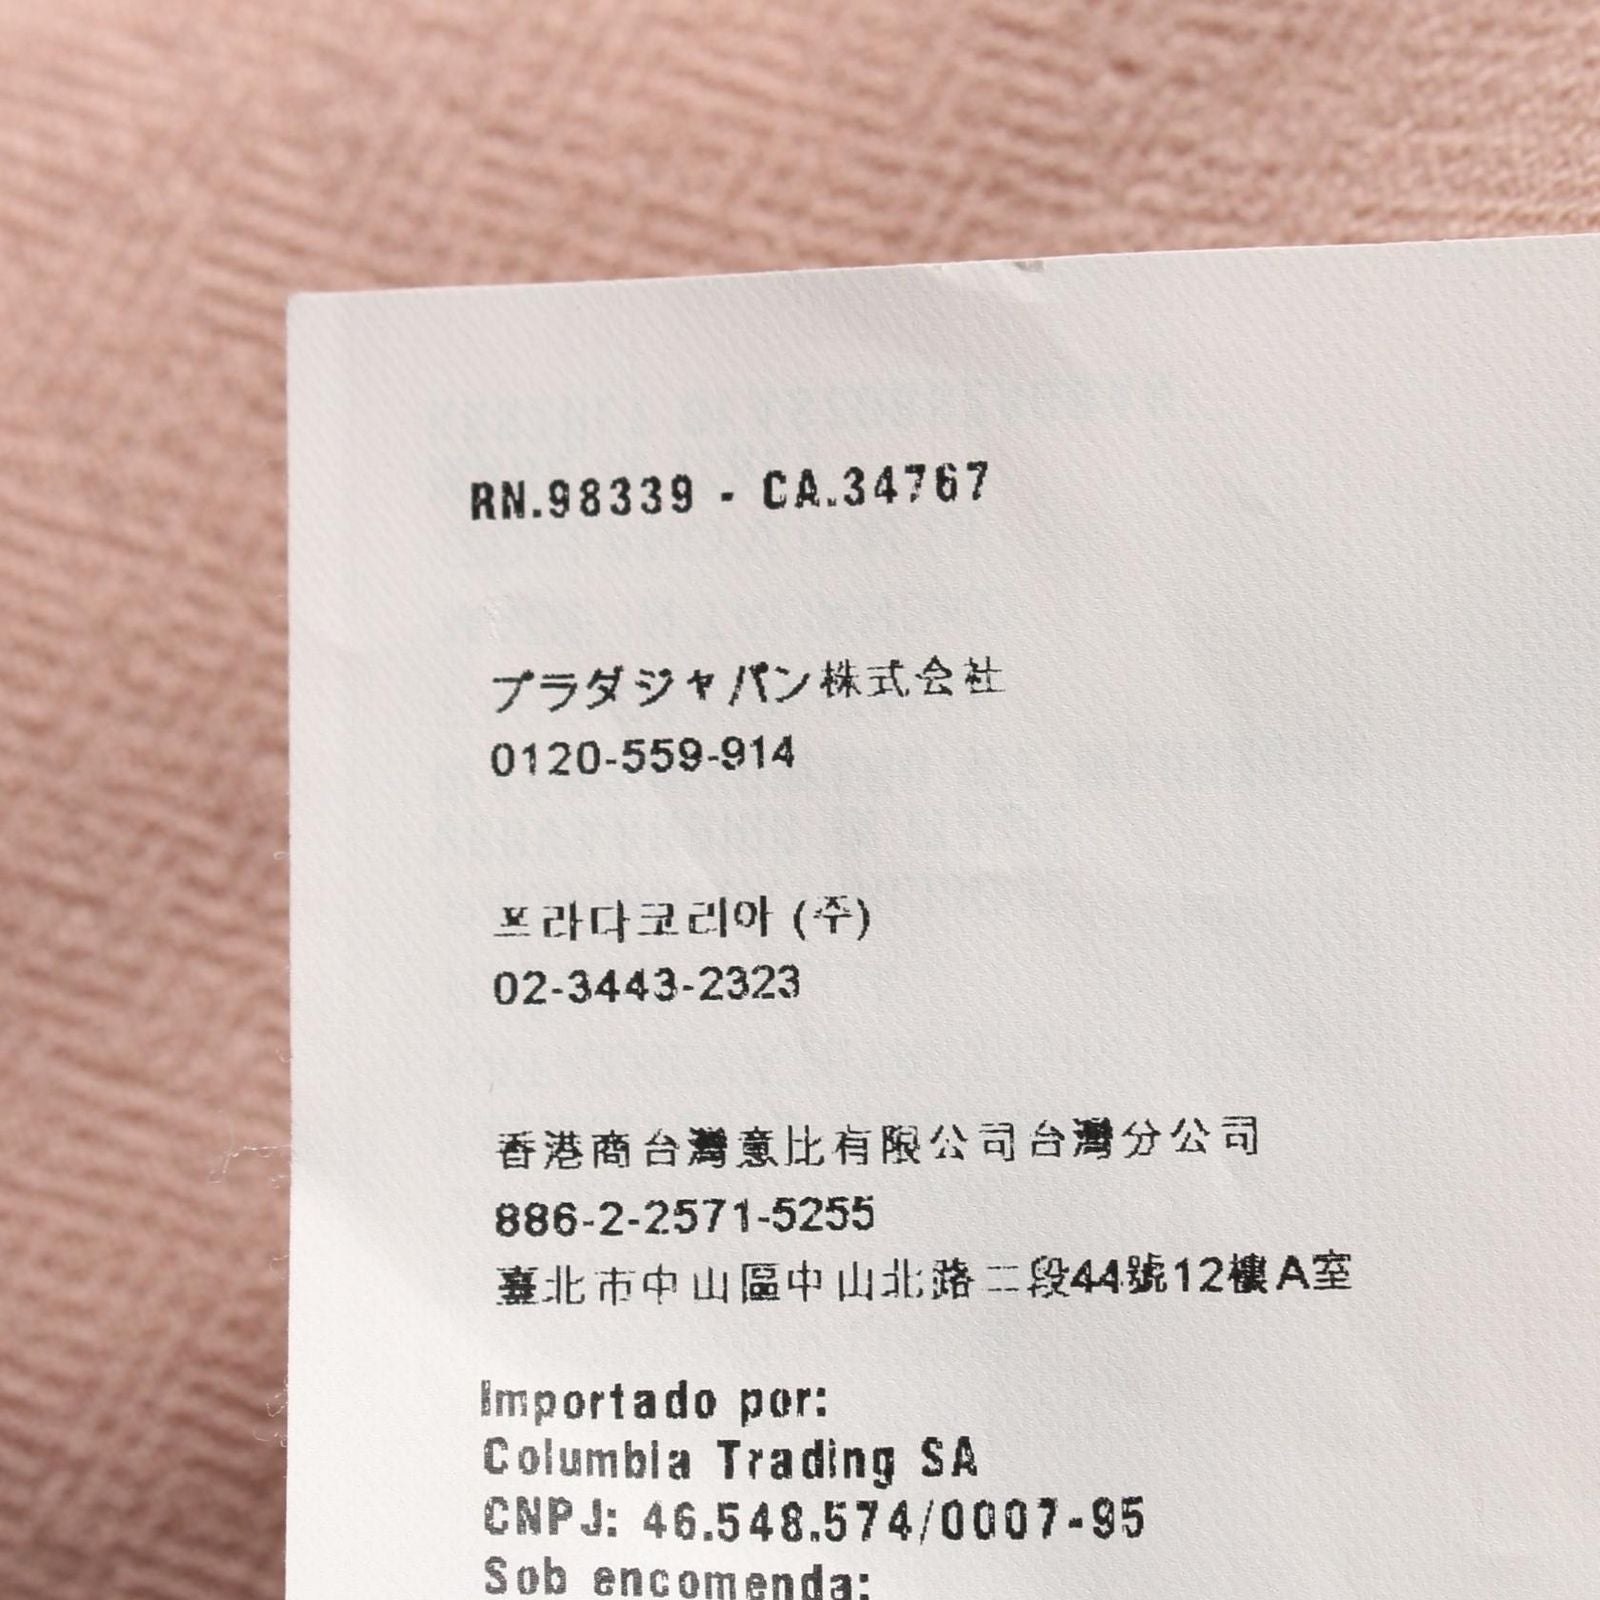 RN.98339 - CA.34767
プラダジャパン株式会社
0120-559-914
프라다코리아 (주)
02-3443-2323
香港商台灣意比有限公司台灣分公司
886-2-2571-5255
臺北市中山區中山北路二段44號12樓A室
Importado por:
Columbia Trading SA
CNPJ: 46.548.574/0007-95
Sob encomenda: